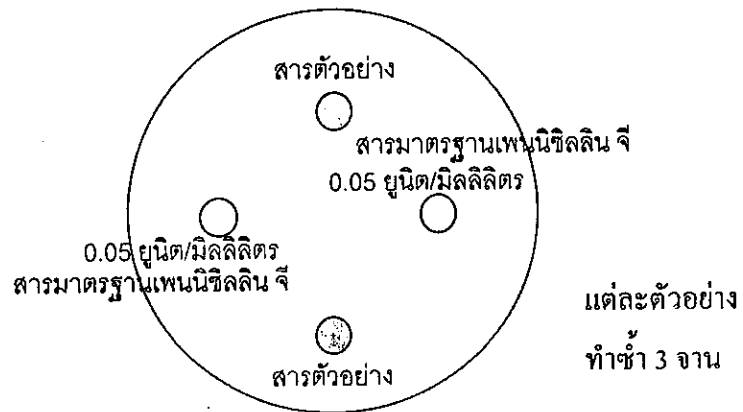 สารตัวอย่าง
สารมาตรฐานเพนนิซิลลิน จี
0.05 ยูนิต/มิลลิลิตร
0.05 ยูนิต/มิลลิลิตร
สารมาตรฐานเพนนิซิลลิน จี
แต่ละตัวอย่าง
ทำซ้ำ 3 จาน
สารตัวอย่าง